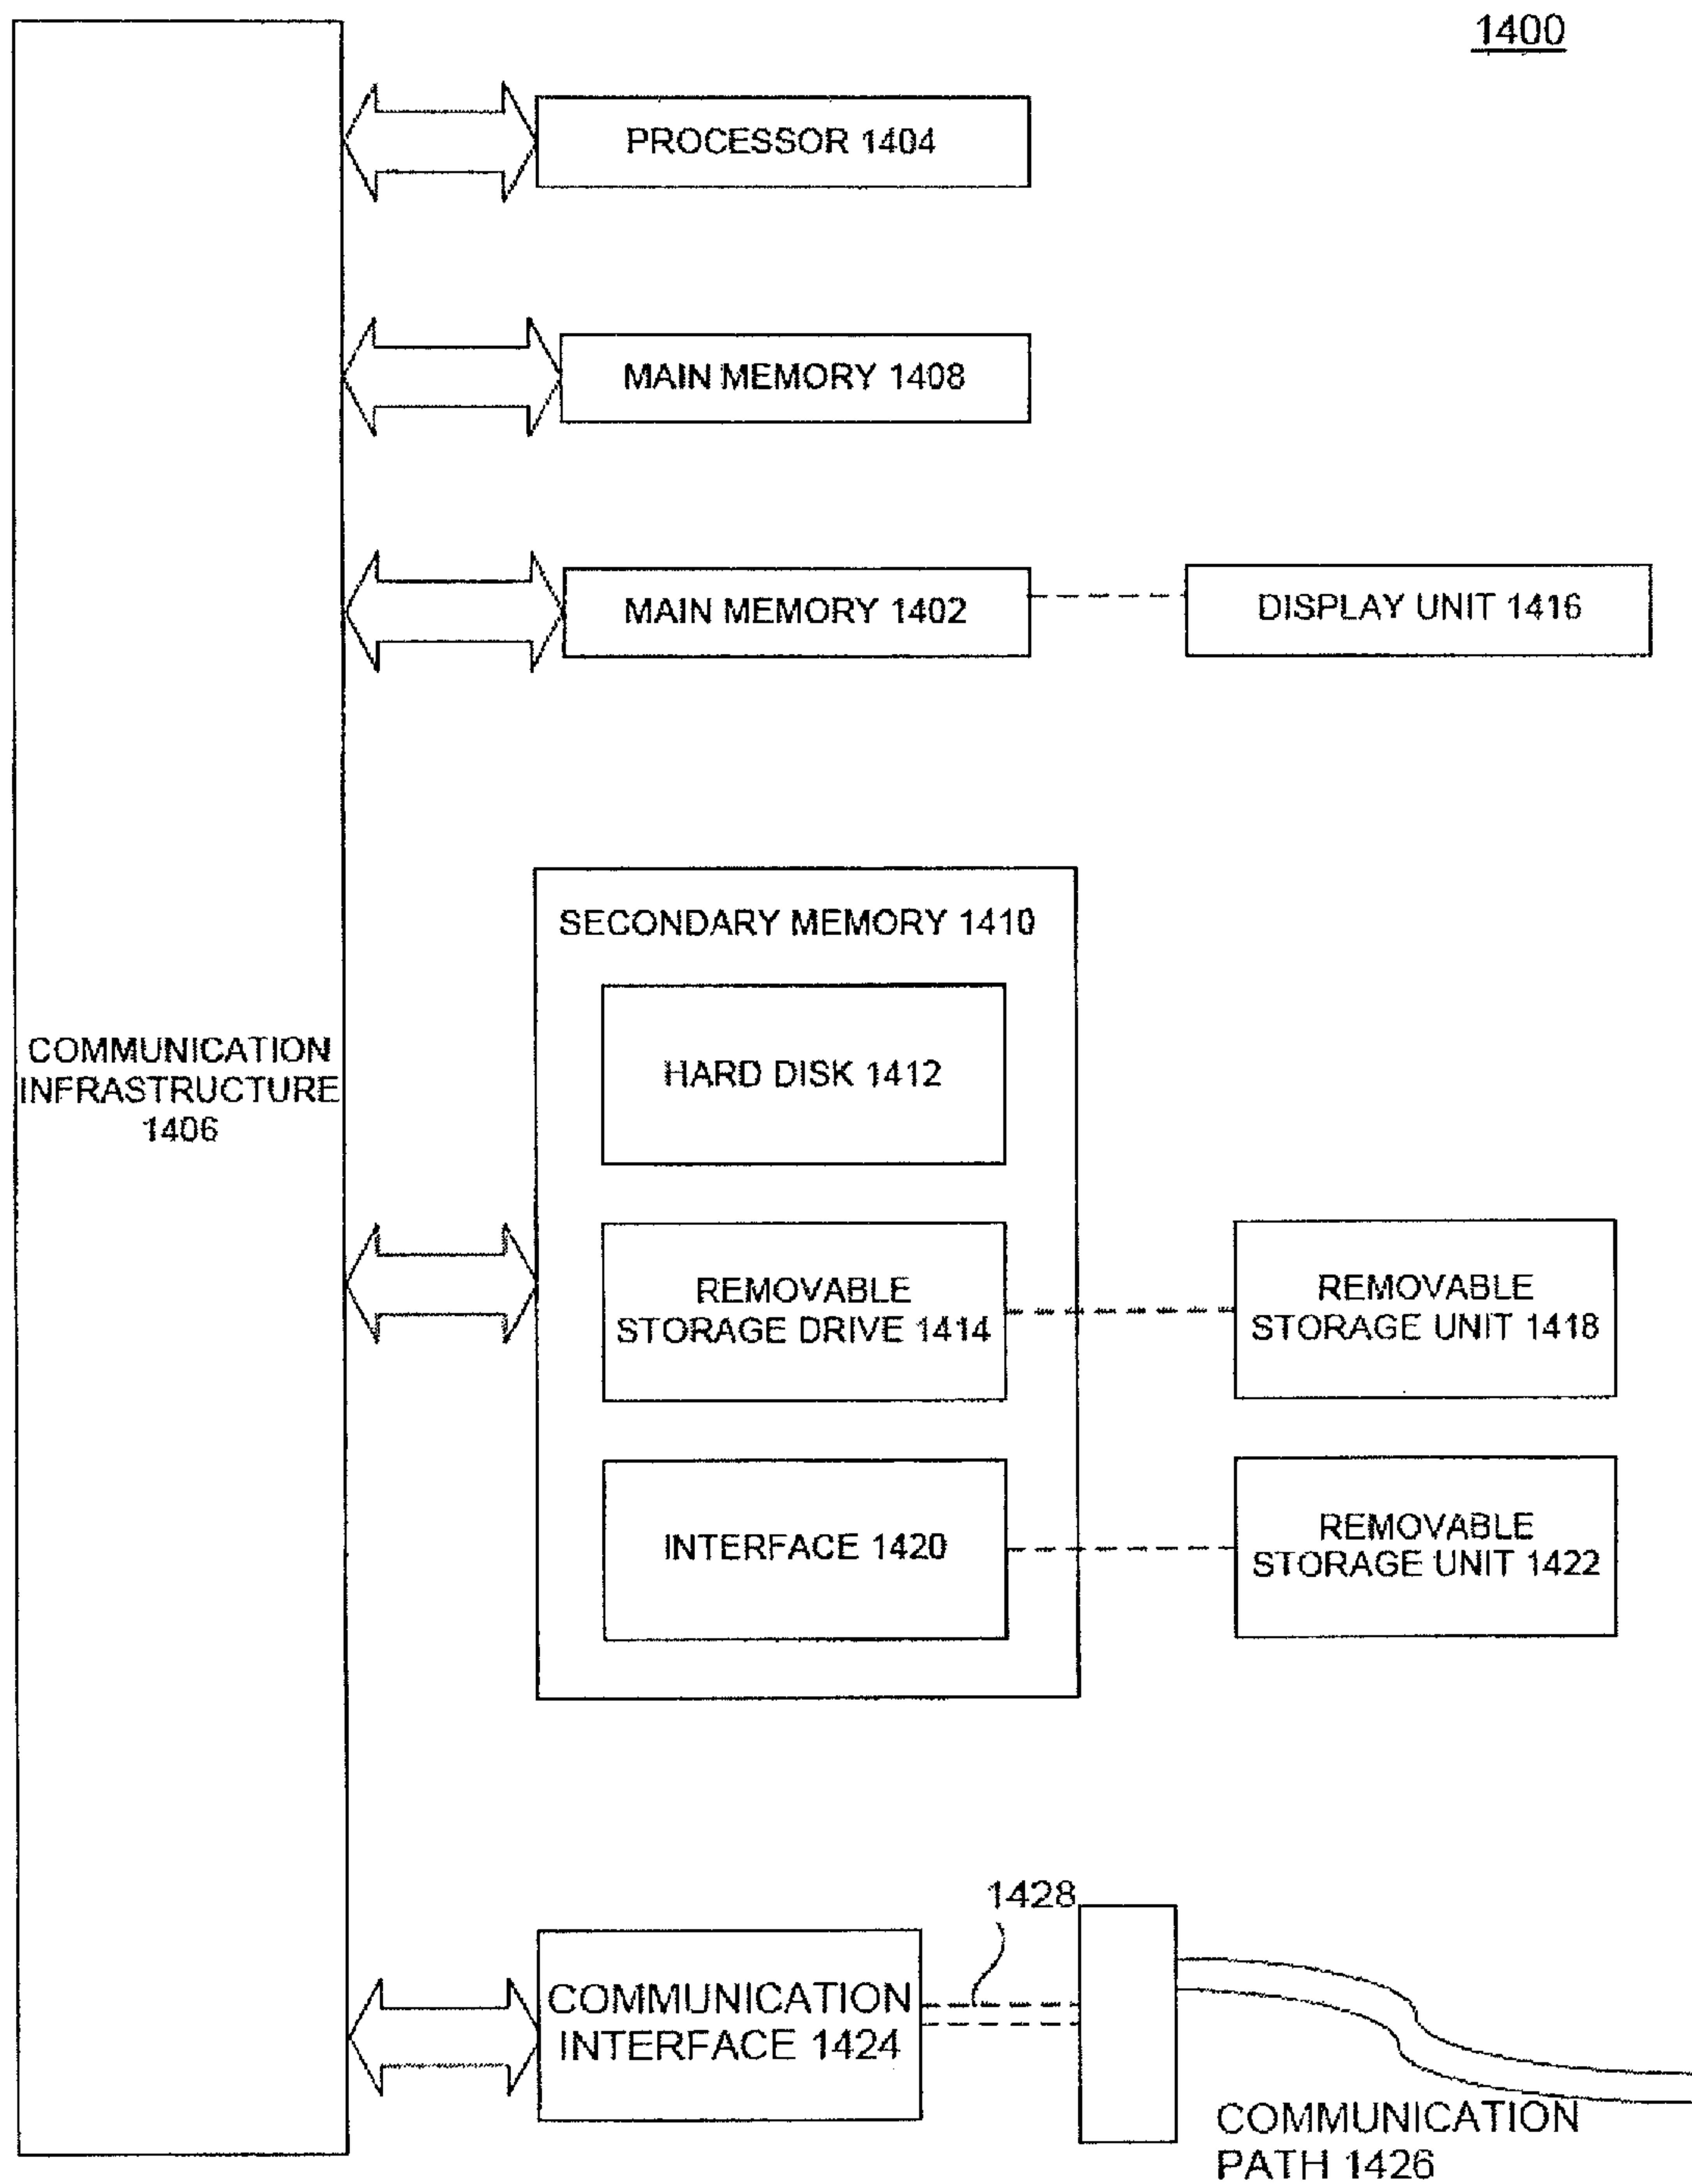 1400
PROCESSOR 1404
MAIN MEMORY 1408
MAIN MEMORY 1402
DISPLAY UNIT 1416
SECONDARY MEMORY 1410
HARD DISK 1412
COMMUNICATION
INFRASTRUCTURE
1406
REMOVABLE
STORAGE DRIVE 1414
REMOVABLE
STORAGE UNIT 1418
INTERFACE 1420
REMOVABLE
STORAGE UNIT 1422
1428
COMMUNICATION
INTERFACE 1424
COMMUNICATION
PATH 1426